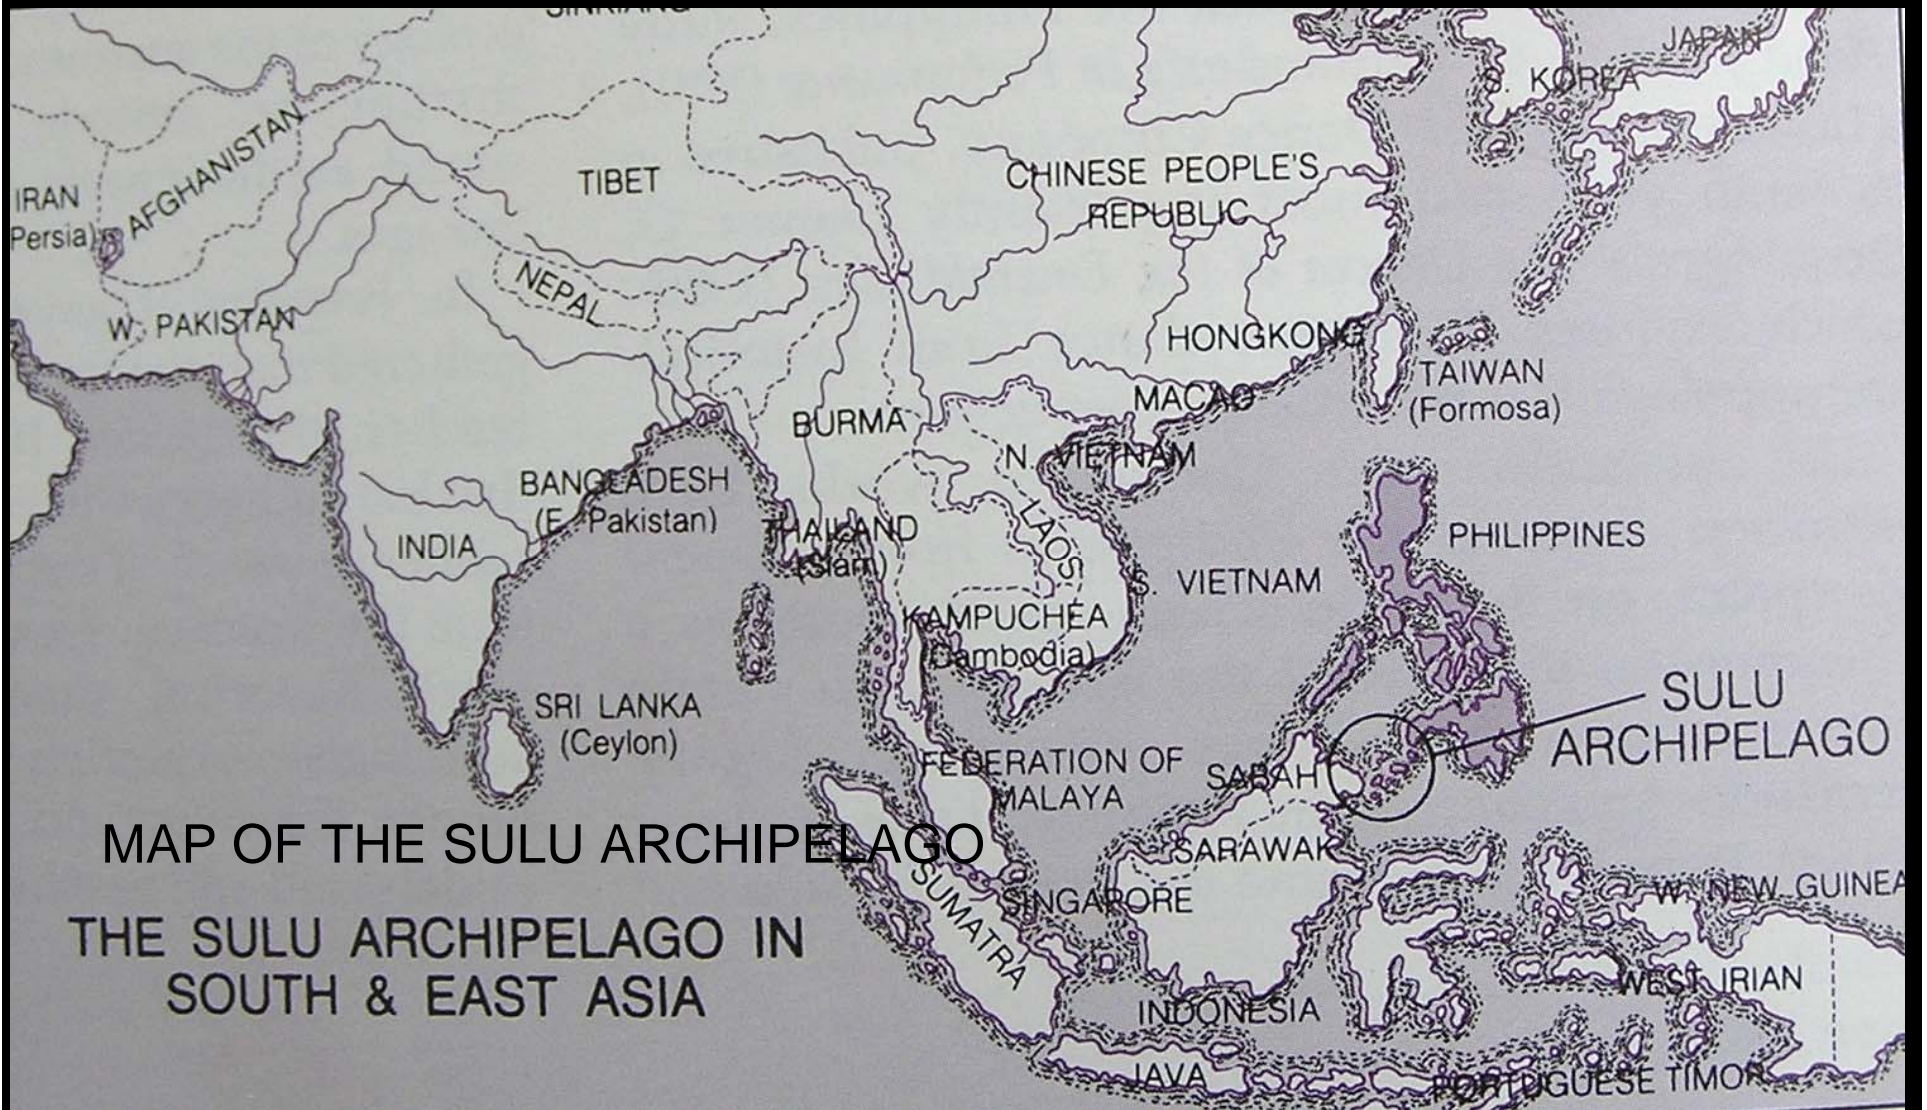 SINKIANG
JAPAN
S. KOREA
AFGHANISTAN
TIBET
CHINESE PEOPLE'S
REPUBLIC
IRAN
Persia)
NEPAL
W. PAKISTAN
HONGKONG
TAIWAN
(Formosa)
MACAO
BURMA
N. VIETNAM
BANGLADESH
(E. Pakistan)
THAILAND
(Siam)
LAOS
INDIA
PHILIPPINES
S. VIETNAM
KAMPUCHEA
(Cambodia)
SULU
ARCHIPELAGO
SRI LANKA
(Ceylon)
FEDERATION OF
MALAYA
SABAH
MAP OF THE SULU ARCHIPELAGO
SARAWAK
SINGAPORE
W. NEW GUINEA
SUMATRA
THE SULU ARCHIPELAGO IN
SOUTH & EAST ASIA
WEST IRIAN
INDONESIA
JAVA
PORTUGUESE TIMOR